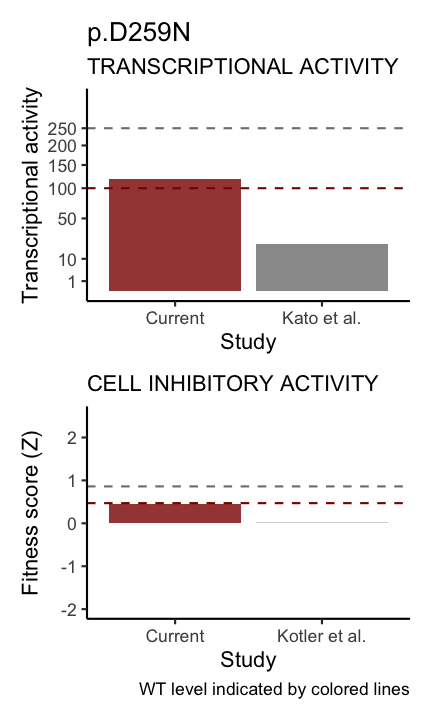 p.D259N
TRANSCRIPTIONAL ACTIVITY
Transcriptional activity
250
200
150
100
50
10
1
Current
Kato et al.
Study
CELL INHIBITORY ACTIVITY
Fitness score (Z)
2
1
0
-1
-2
Current
Kotler et al.
Study
WT level indicated by colored lines